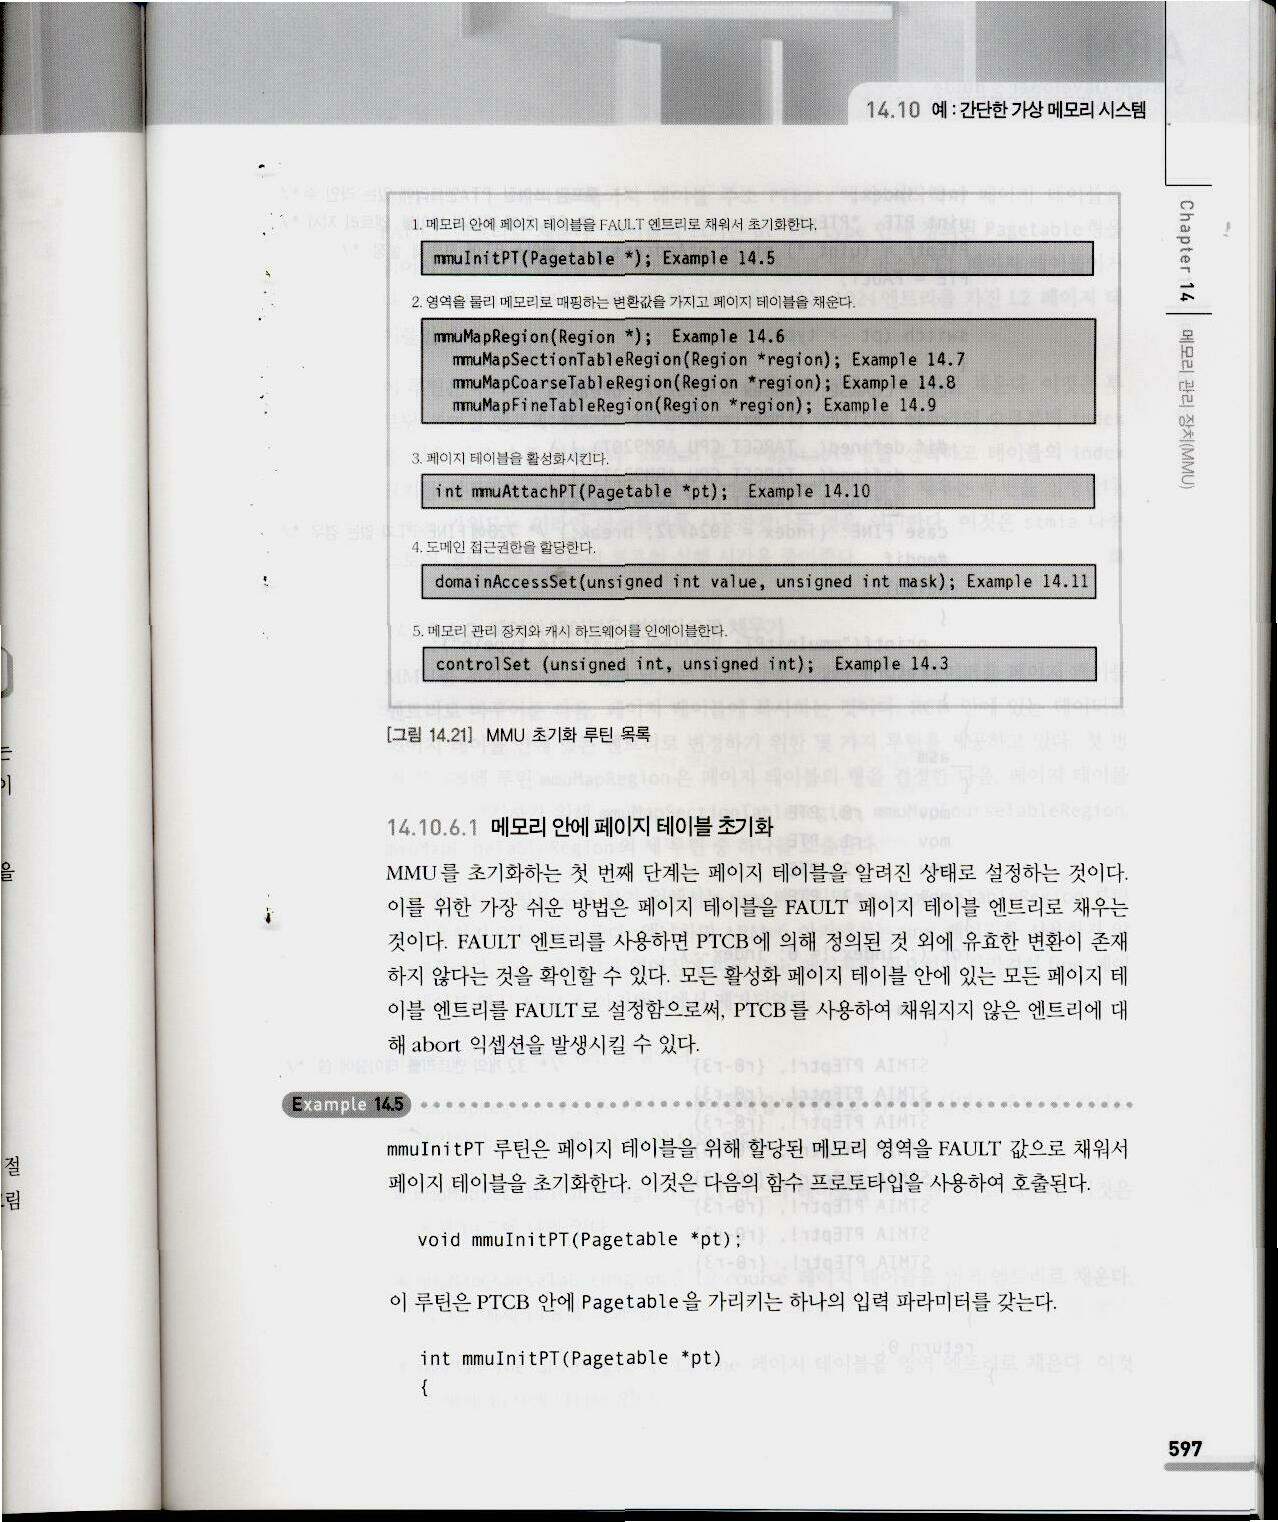 14.10 예 : 간단한 가상 메모리 시스템
Chapter 14
메모리 관리 장치(MMU)
1. 메모리 안에 페이지 테이블을 FAULT 엔트리로 채워서 초기화한다.
mmuInitPT(Pagetable *); Example 14.5
2. 영역을 물리 메모리로 매핑하는 변환값을 가지고 페이지 테이블을 채운다.
mmuMapRegion(Region *); Example 14.6
mmuMapSectionTableRegion(Region *region); Example 14.7
mmuMapCoarseTableRegion(Region *region); Example 14.8
mmuMapFineTableRegion(Region *region); Example 14.9
3. 페이지 테이블을 활성화시킨다.
int mmuAttachPT(Pagetable *pt); Example 14.10
4. 도메인 접근권한을 할당한다.
domainAccessSet(unsigned int value, unsigned int mask); Example 14.11
5. 메모리 관리 장치와 캐시 하드웨어를 인에이블한다.
controlSet (unsigned int, unsigned int); Example 14.3
[그림 14.21] MMU 초기화 루틴 목록
14.10.6.1 메모리 안에 페이지 테이블 초기화
MMU를 초기화하는 첫 번째 단계는 페이지 테이블을 알려진 상태로 설정하는 것이다.
이를 위한 가장 쉬운 방법은 페이지 테이블을 FAULT 페이지 테이블 엔트리로 채우는
것이다. FAULT 엔트리를 사용하면 PTCB에 의해 정의된 것 외에 유효한 변환이 존재
하지 않다는 것을 확인할 수 있다. 모든 활성화 페이지 테이블 안에 있는 모든 페이지 테
이블 엔트리를 FAULT로 설정함으로써, PTCB를 사용하여 채워지지 않은 엔트리에 대
해 abort 익셉션을 발생시킬 수 있다.
Example 14.5
mmuInitPT 루틴은 페이지 테이블을 위해 할당된 메모리 영역을 FAULT 값으로 채워서
페이지 테이블을 초기화한다. 이것은 다음의 함수 프로토타입을 사용하여 호출된다.
void mmuInitPT(Pagetable *pt);
이 루틴은 PTCB 안에 Pagetable을 가리키는 하나의 입력 파라미터를 갖는다.
int mmuInitPT(Pagetable *pt)
{
597